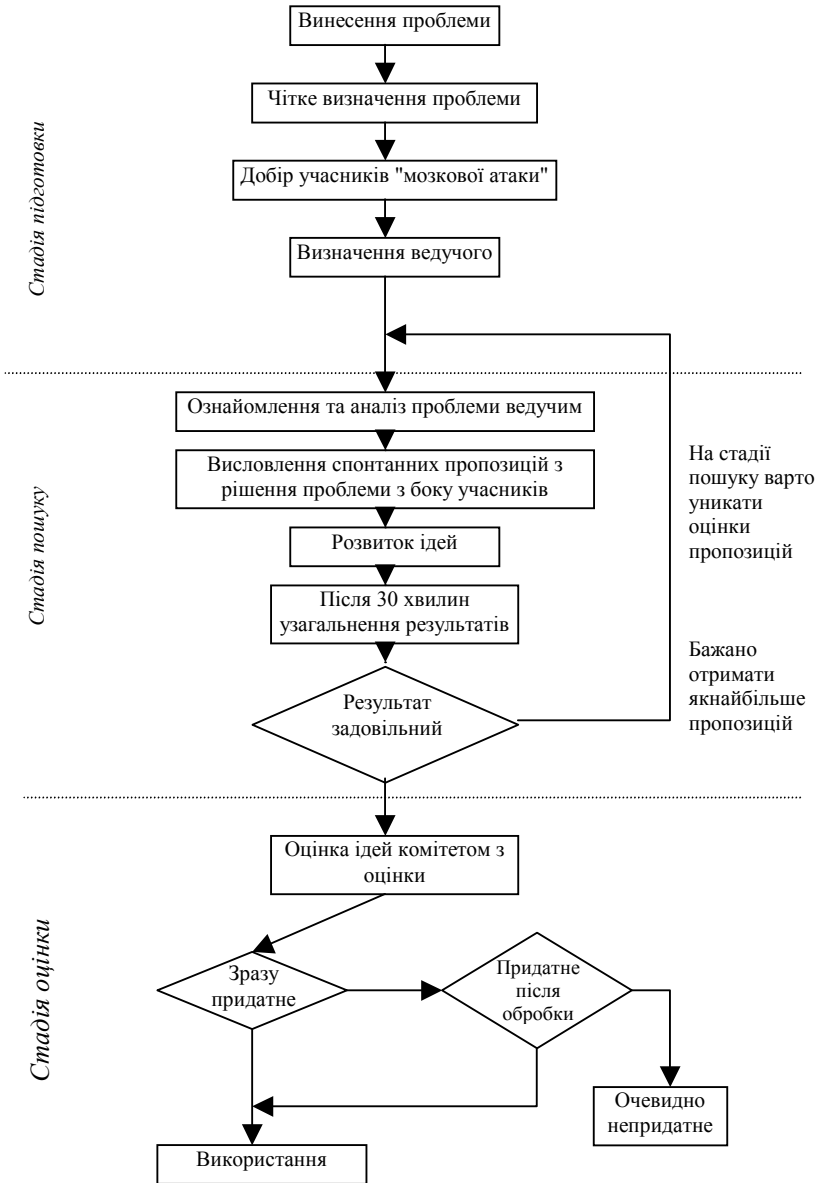 Винесення проблеми
Чітке визначення проблеми
Добір учасників "мозкової атаки"
Визначення ведучого
Стадія підготовки
Ознайомлення та аналіз проблеми ведучим
Висловлення спонтанних пропозицій з
рішення проблеми з боку учасників
Розвиток ідей
Після 30 хвилин
узагальнення результатів
Результат
задовільний
Стадія пошуку
На стадії
пошуку варто
уникати
оцінки
пропозицій
Бажано
отримати
якнайбільше
пропозицій
Оцінка ідей комітетом з
оцінки
Стадія оцінки
Зразу
придатне
Придатне
після
обробки
Очевидно
непридатне
Використання